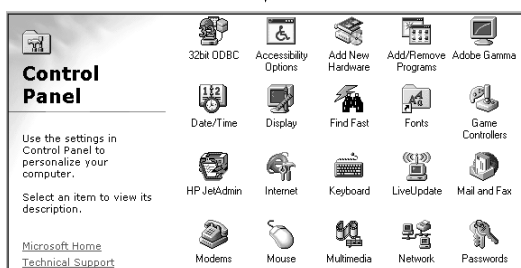 Control
Panel
Use the settings in
Control Panel to
personalize your
computer.
Select an item to view its
description.
Microsoft Home
Technical Support
32bit ODBC
Accessibility
Options
Add New
Hardware
Add/Remove
Programs
Adobe Gamma
Date/Time
Display
Find Fast
Fonts
Game
Controllers
HP JetAdmin
Internet
Keyboard
LiveUpdate
Mail and Fax
Modems
Mouse
Multimedia
Network
Passwords